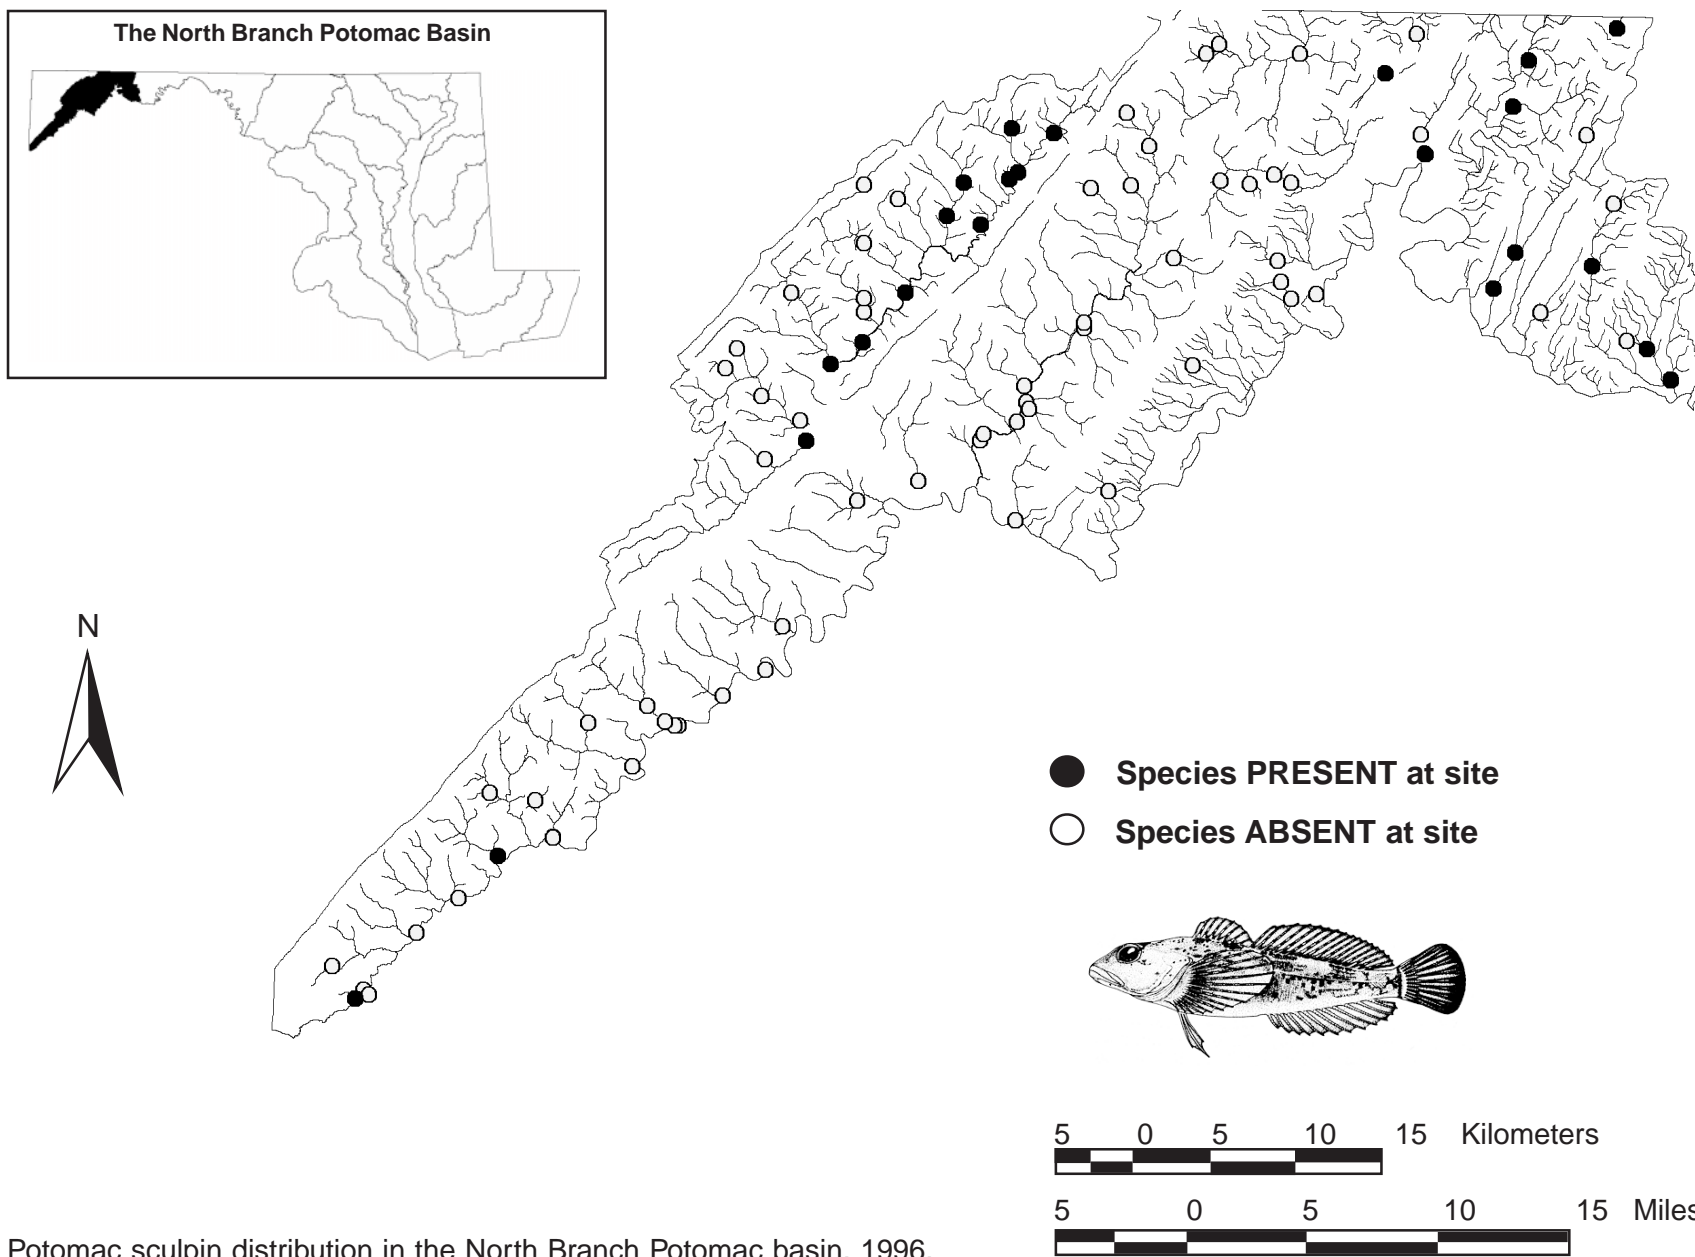 The North Branch Potomac Basin
N
Species PRESENT at site
Species ABSENT at site
5 0 5 10 15 Kilometers
5 0 5 10 15 Miles
Potomac sculpin distribution in the North Branch Potomac basin, 1996.